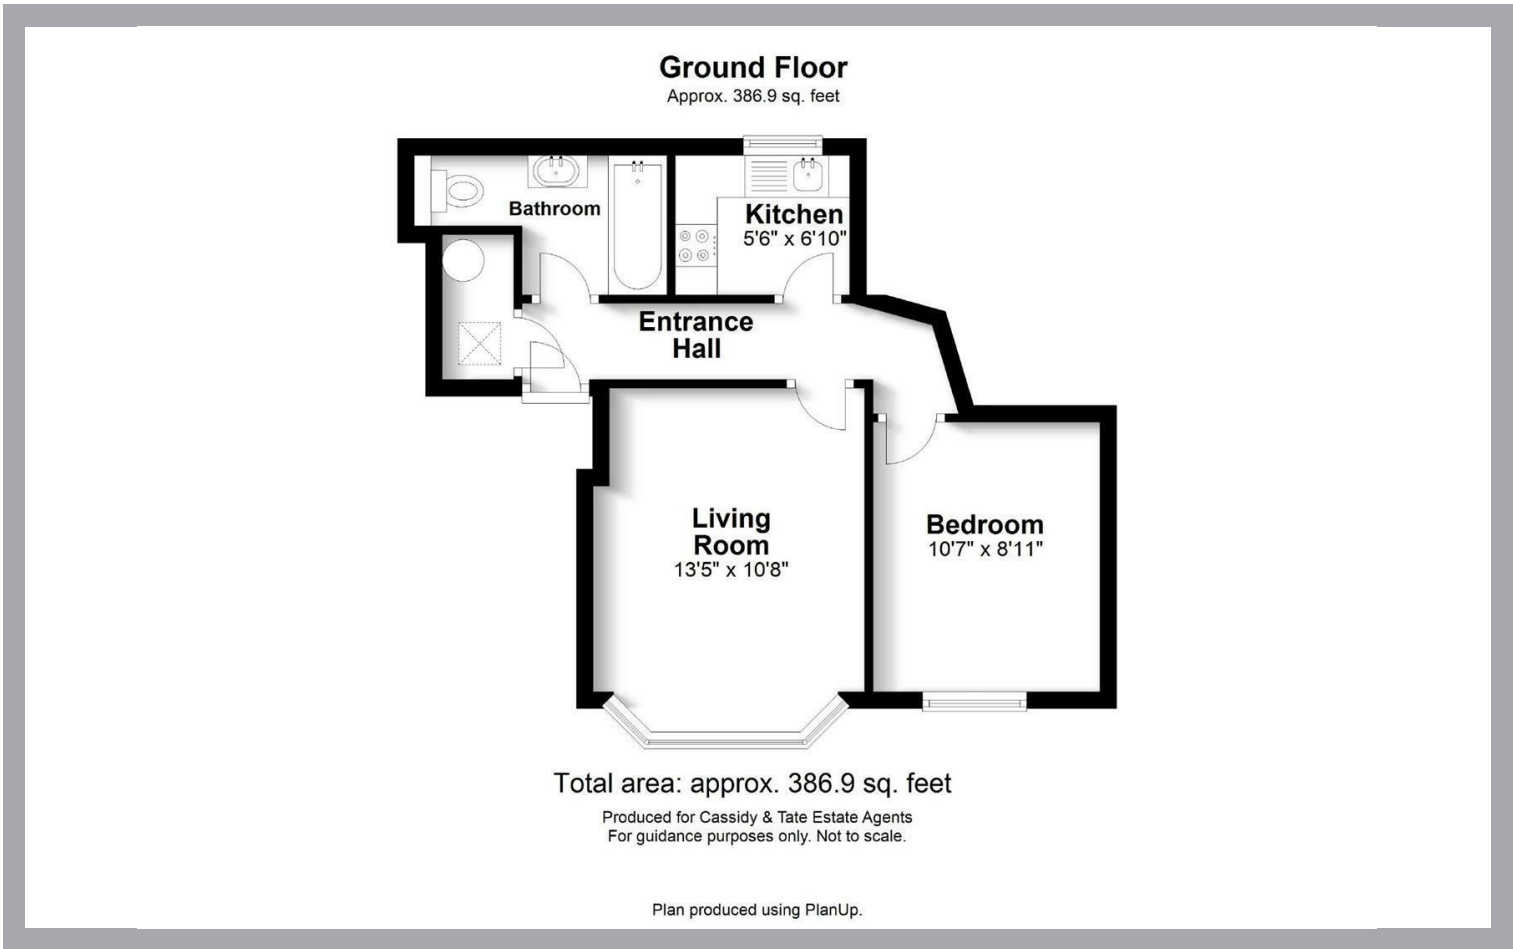 Ground Floor
Approx. 386.9 sq. feet
Bathroom
Kitchen
5'6" x 6'10"
Entrance
Hall
Living
Room
13'5" x 10'8"
Bedroom
10'7" x 8'11"
Total area: approx. 386.9 sq. feet
Produced for Cassidy & Tate Estate Agents
For guidance purposes only. Not to scale.
Plan produced using PlanUp.